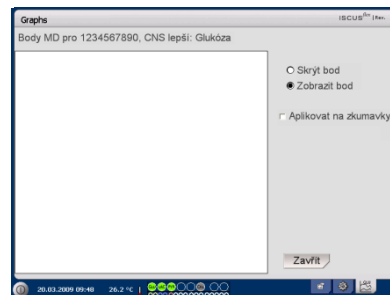 Graphs
ISCUS
Body MD pro 1234567890, CNS lepší: Glukóza
Skrýt bod
Zobrazit bod
Aplikovat na zkumavky
Zavřít
20.03.2009 09:48 26.2 °C